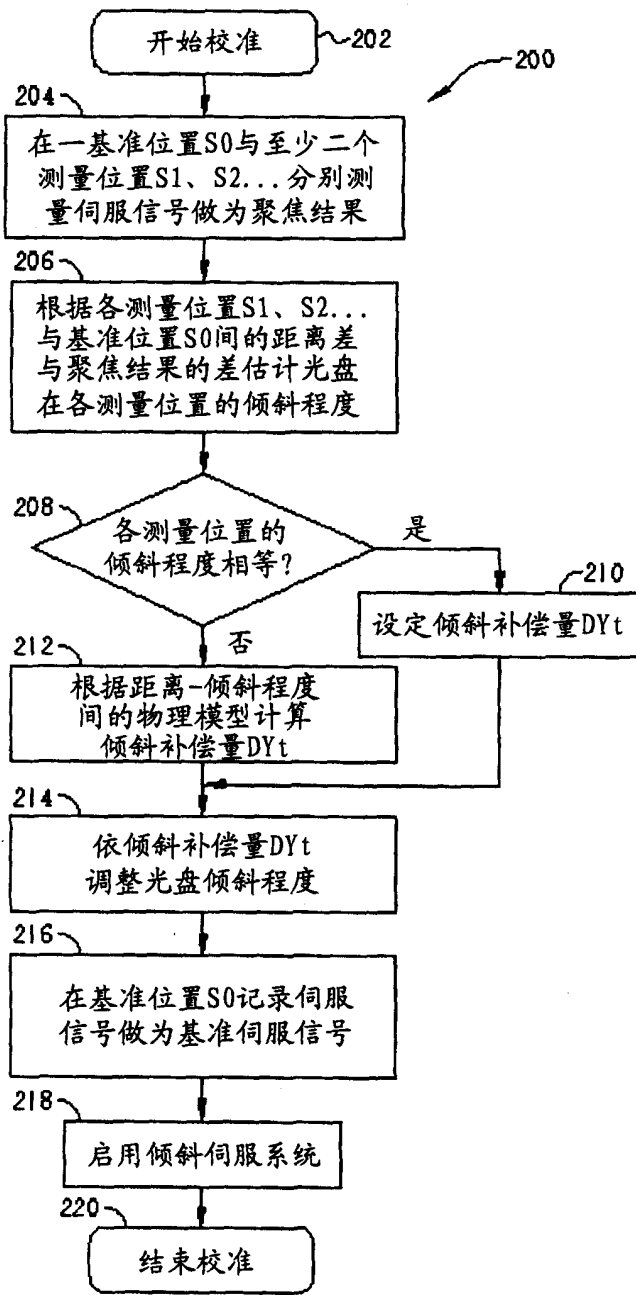 开始校准
202
200
204
在一基准位置S0与至少二个
测量位置S1、S2...分别测
量伺服信号做为聚焦结果
206
根据各测量位置S1、S2...
与基准位置S0间的距离差
与聚焦结果的差估计光盘
在各测量位置的倾斜程度
208
各测量位置的
倾斜程度相等?
是
210
设定倾斜补偿量DYt
否
212
根据距离-倾斜程度
间的物理模型计算
倾斜补偿量DYt
214
依倾斜补偿量DYt
调整光盘倾斜程度
216
在基准位置S0记录伺服
信号做为基准伺服信号
218
启用倾斜伺服系统
220
结束校准